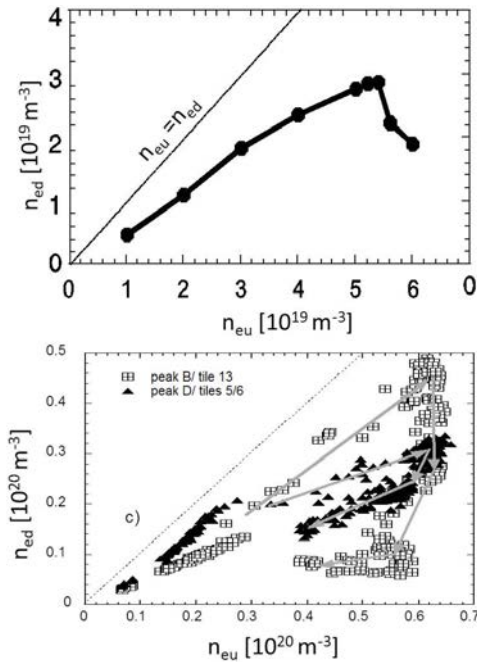 4
3
2
1
0
n_ed [10^19 m^-3]
n_eu = n_ed
0 1 2 3 4 5 6 0
n_eu [10^19 m^-3]
0.5
0.4
0.3
0.2
0.1
0
n_ed [10^20 m^-3]
peak B/ tile 13
peak D/ tiles 5/6
c)
0 0.1 0.2 0.3 0.4 0.5 0.6 0.7
n_eu [10^20 m^-3]